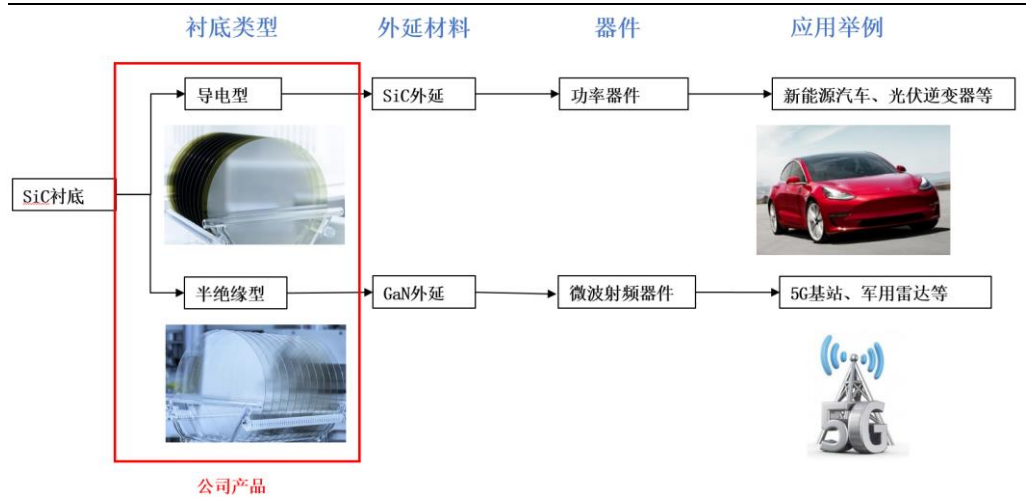 衬底类型 外延材料 器件 应用举例
导电型 SiC外延 功率器件 新能源汽车、光伏逆变器等
SiC衬底
半绝缘型 GaN外延 微波射频器件 5G基站、军用雷达等
5G
公司产品